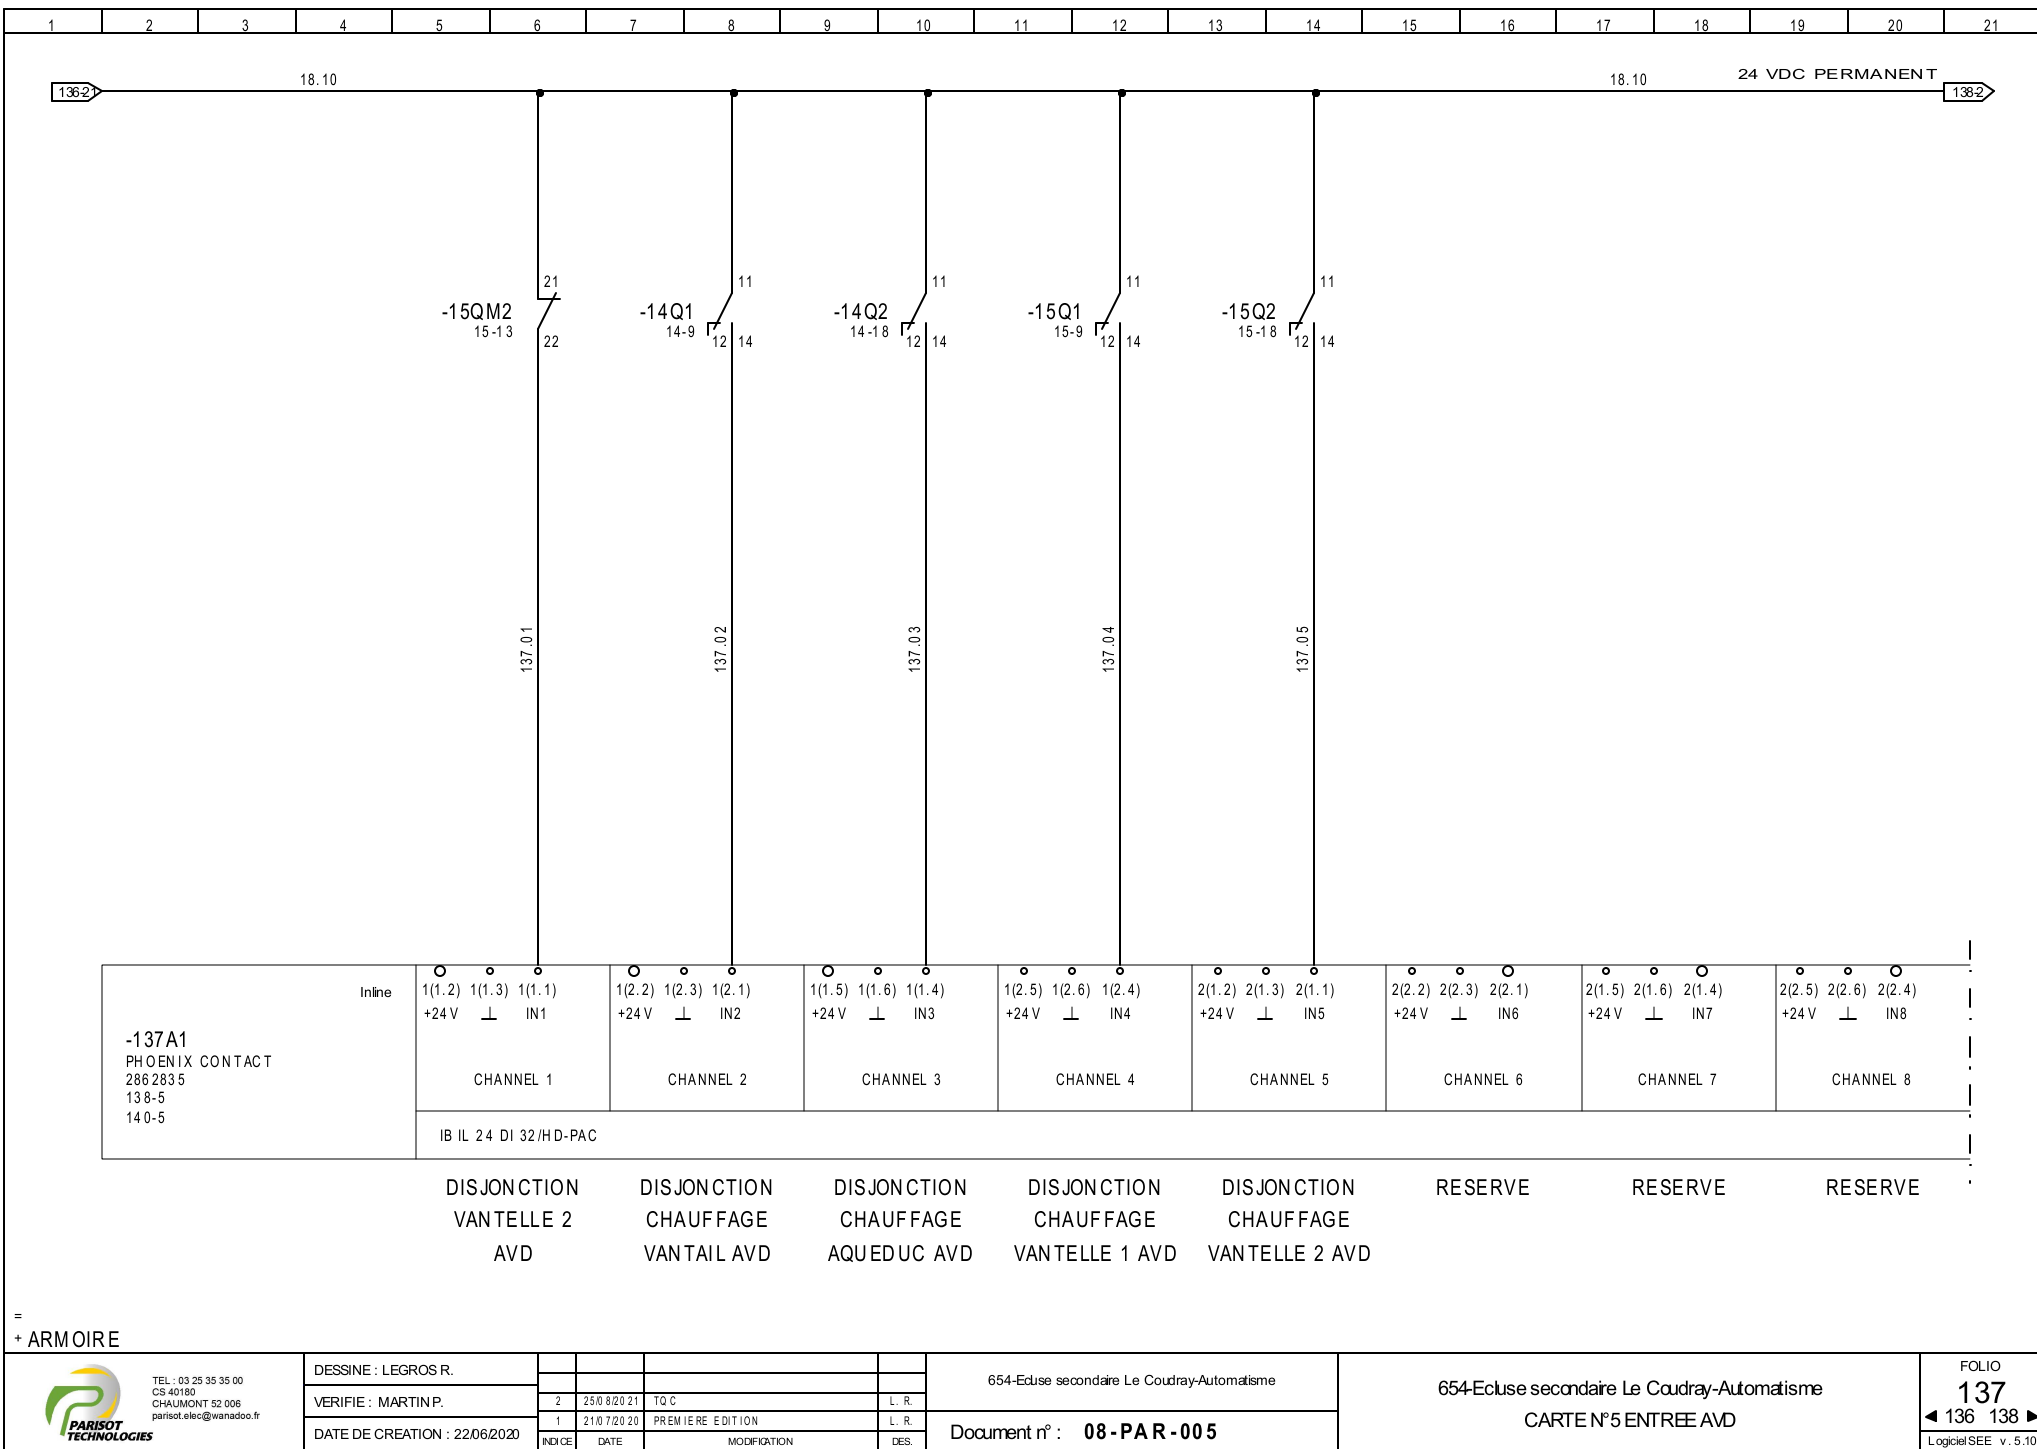 1 2 3 4 5 6 7 8 9 10 11 12 13 14 15 16 17 18 19 20 21
136-21 18.10 18.10 24 VDC PERMANENT 138-2
21 11 11 11 11
-15QM2 -14Q1 -14Q2 -15Q1 -15Q2
15-13 14-9 14-18 15-9 15-18
22 12 14 12 14 12 14 12 14
137.01 137.02 137.03 137.04 137.05
Inline
1(1.2) 1(1.3) 1(1.1) 1(2.2) 1(2.3) 1(2.1) 1(1.5) 1(1.6) 1(1.4) 1(2.5) 1(2.6) 1(2.4) 2(1.2) 2(1.3) 2(1.1) 2(2.2) 2(2.3) 2(2.1) 2(1.5) 2(1.6) 2(1.4) 2(2.5) 2(2.6) 2(2.4)
+24V IN1 +24V IN2 +24V IN3 +24V IN4 +24V IN5 +24V IN6 +24V IN7 +24V IN8
-137A1
PHOENIX CONTACT
2862835
138-5
140-5
CHANNEL 1 CHANNEL 2 CHANNEL 3 CHANNEL 4 CHANNEL 5 CHANNEL 6 CHANNEL 7 CHANNEL 8
IB IL 24 DI 32/HD-PAC
DISJONCTION
VANTELLE 2
AVD
DISJONCTION
CHAUFFAGE
VANTAIL AVD
DISJONCTION
CHAUFFAGE
AQUEDUC AVD
DISJONCTION
CHAUFFAGE
VANTELLE 1 AVD
DISJONCTION
CHAUFFAGE
VANTELLE 2 AVD
RESERVE
RESERVE
RESERVE
=
+ ARMOIRE
PARISOT
TECHNOLOGIES
TEL : 03 25 35 35 00
CS 40180
CHAUMONT 52 006
parisot.elec@wanadoo.fr
DESSINE : LEGROS R.
VERIFIE : MARTIN P.
DATE DE CREATION : 22/06/2020
2 25/08/2021 TQC L. R.
1 21/07/2020 PREMIERE EDITION L. R.
INDICE DATE MODIFICATION DES.
654-Ecluse secondaire Le Coudray-Automatisme
Document n° : 08-PAR-005
654-Ecluse secondaire Le Coudray-Automatisme
CARTE N°5 ENTREE AVD
FOLIO
137
136 138
Logiciel SEE v. 5.10